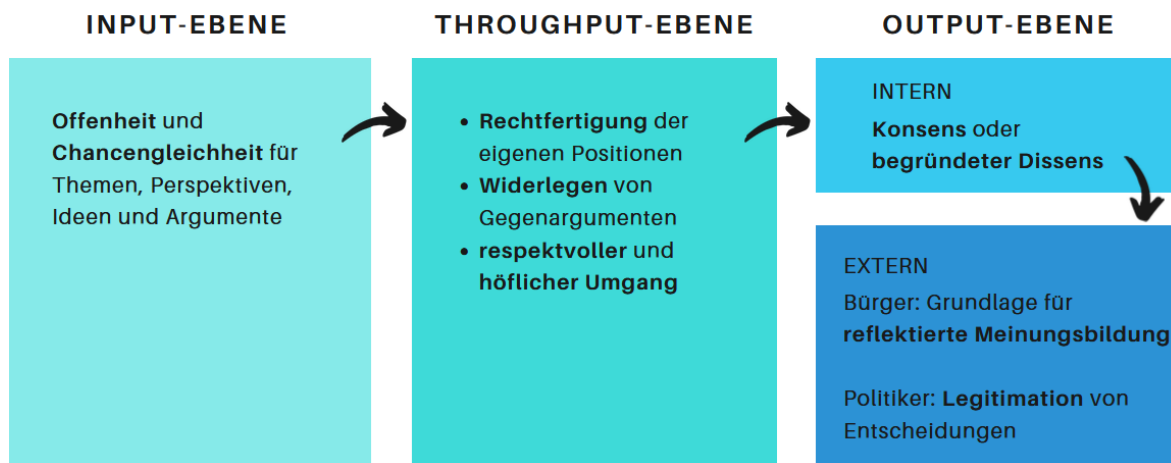 INPUT-EBENE
Offenheit und
Chancengleichheit für
Themen, Perspektiven,
Ideen und Argumente
THROUGHPUT-EBENE
• Rechtfertigung der
eigenen Positionen
• Widerlegen von
Gegenargumenten
• respektvoller und
höflicher Umgang
OUTPUT-EBENE
INTERN
Konsens oder
begründeter Dissens
EXTERN
Bürger: Grundlage für
reflektierte Meinungsbildung
Politiker: Legitimation von
Entscheidungen